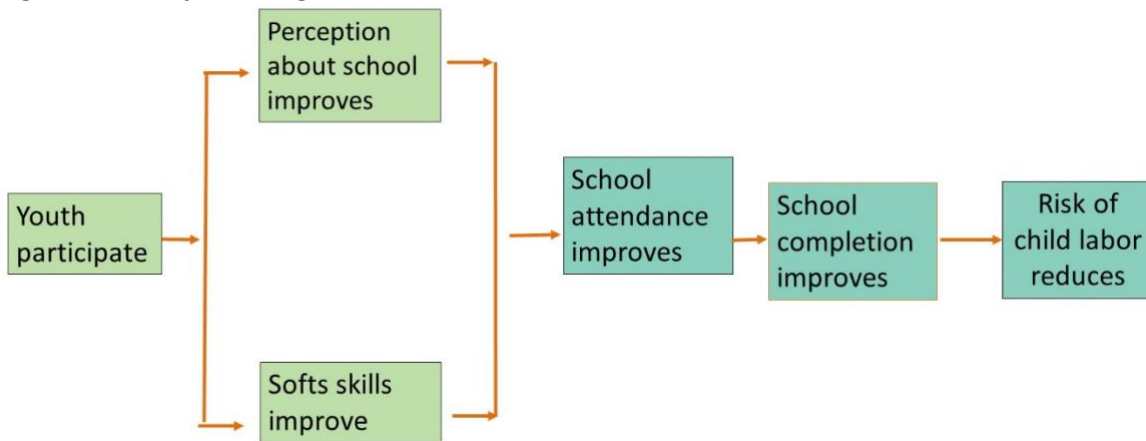 Perception
about school
improves
Youth
participate
Softs skills
improve
School
attendance
improves
School
completion
improves
Risk of
child labor
reduces